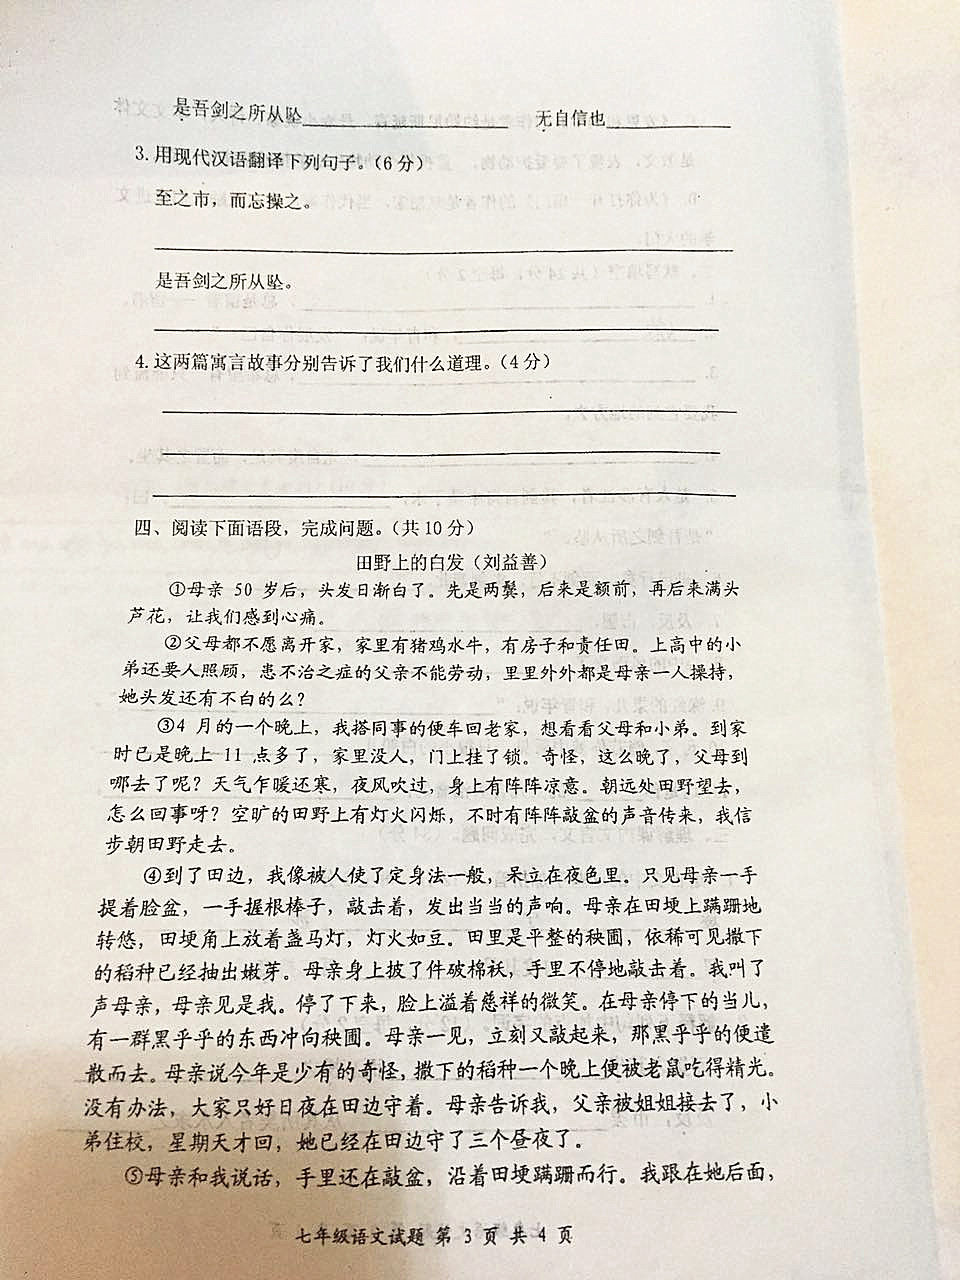 是吾剑之所从坠 无自信也
3.用现代汉语翻译下列句子。(6分)
至之市，而忘操之。
是吾剑之所从坠。
4.这两篇寓言故事分别告诉了我们什么道理。(4分)
四、阅读下面语段，完成问题。(共10分)
田野上的白发（刘益善）
①母亲 50 岁后，头发日渐白了。先是两鬓，后来是额前，再后来满头
芦花，让我们感到心痛。
②父母都不愿离开家，家里有猪鸡水牛，有房子和责任田。上高中的小
弟还要人照顾，患不治之症的父亲不能劳动，里里外外都是母亲一人操持，
她头发还有不白的么？
③4 月的一个晚上，我搭同事的便车回老家，想看看父母和小弟。到家
时已是晚上 11 点多了，家里没人，门上挂了锁。奇怪，这么晚了，父母到
哪去了呢？天气乍暖还寒，夜风吹过，身上有阵阵凉意。朝远处田野望去，
怎么回事呀？空旷的田野上有灯火闪烁，不时有阵阵敲盆的声音传来，我信
步朝田野走去。
④到了田边，我像被人使了定身法一般，呆立在夜色里。只见母亲一手
提着脸盆，一手握根棒子，敲击着，发出当当的声响。母亲在田埂上蹒跚地
转悠，田埂角上放着盏马灯，灯火如豆。田里是平整的秧圃，依稀可见撒下
的稻种已经抽出嫩芽。母亲身上披了件破棉袄，手里不停地敲击着。我叫了
声母亲，母亲见是我。停了下来，脸上溢着慈祥的微笑。在母亲停下的当儿，
有一群黑乎乎的东西冲向秧圃。母亲一见，立刻又敲起来，那黑乎乎的便遣
散而去。母亲说今年是少有的奇怪，撒下的稻种一个晚上便被老鼠吃得精光。
没有办法，大家只好日夜在田边守着。母亲告诉我，父亲被姐姐接去了，小
弟住校，星期天才回，她已经在田边守了三个昼夜了。
⑤母亲和我说话，手里还在敲盆，沿着田埂蹒跚而行。我跟在她后面，
七年级语文试题 第 3 页 共 4 页